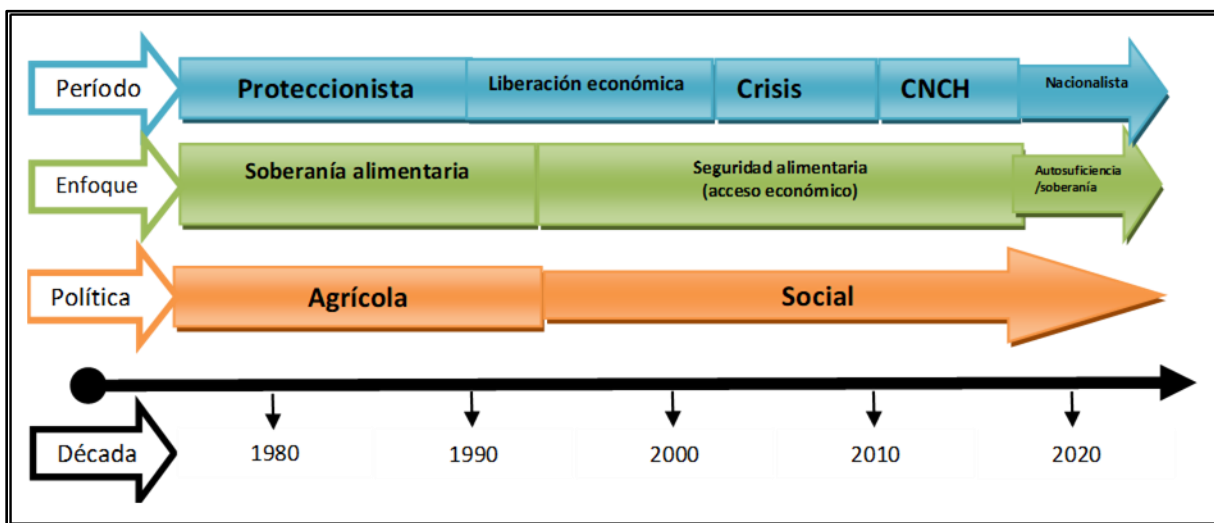 Período
Proteccionista
Liberación económica
Crisis
CNCH
Nacionalista
Enfoque
Soberanía alimentaria
Seguridad alimentaria
(acceso económico)
Autosuficiencia
/soberanía
Política
Agrícola
Social
Década
1980
1990
2000
2010
2020